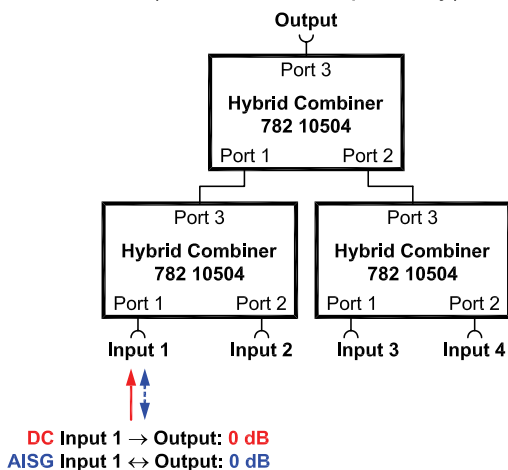 Output
Port 3
Hybrid Combiner
782 10504
Port 1 Port 2
Port 3
Hybrid Combiner
782 10504
Port 1 Port 2
Port 3
Hybrid Combiner
782 10504
Port 1 Port 2
Input 1 Input 2 Input 3 Input 4
DC Input 1 → Output: 0 dB
AISG Input 1 ↔ Output: 0 dB